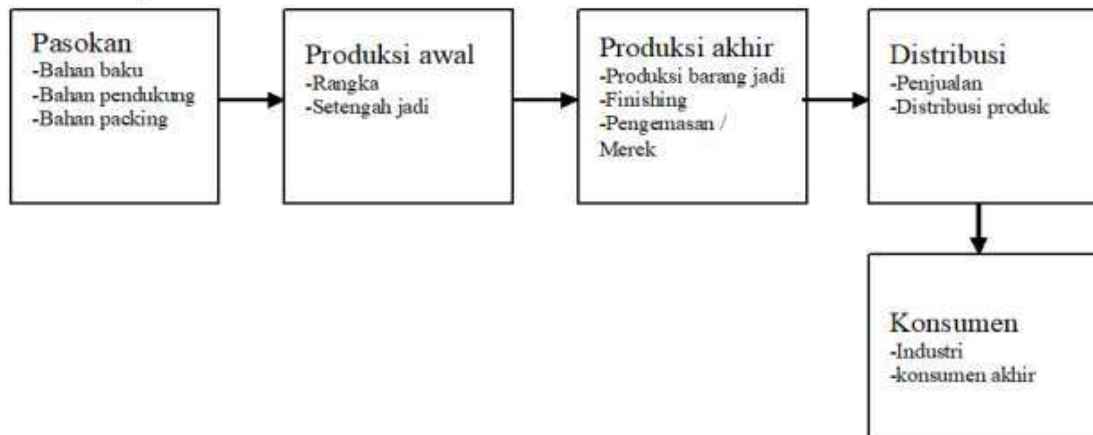 Pasokan
-Bahan baku
-Bahan pendukung
-Bahan packing
Produksi awal
-Rangka
-Setengah jadi
Produksi akhir
-Produksi barang jadi
-Finishing
-Pengemasan /
Merek
Distribusi
-Penjualan
-Distribusi produk
Konsumen
-Industri
-konsumen akhir